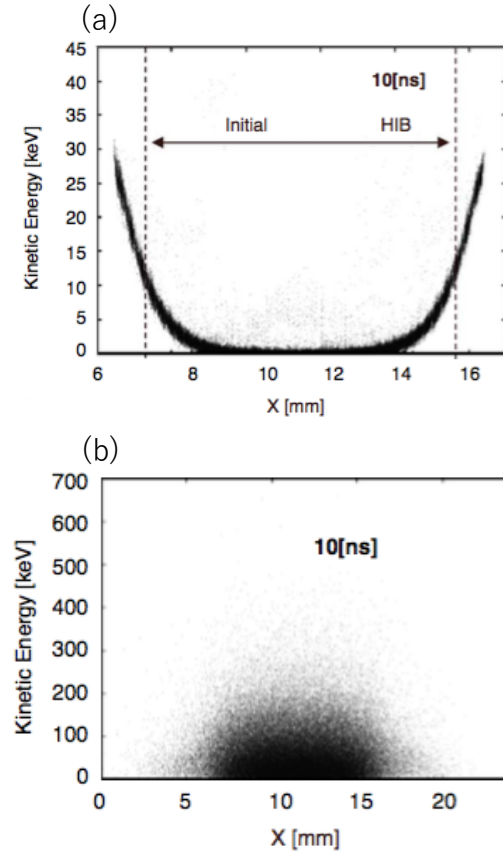 (a)
45
40
35
30
25
20
15
10
5
0
Kinetic Energy [keV]
10[ns]
Initial HIB
6 8 10 12 14 16
X [mm]
(b)
700
600
500
400
300
200
100
0
Kinetic Energy [keV]
10[ns]
0 5 10 15 20
X [mm]